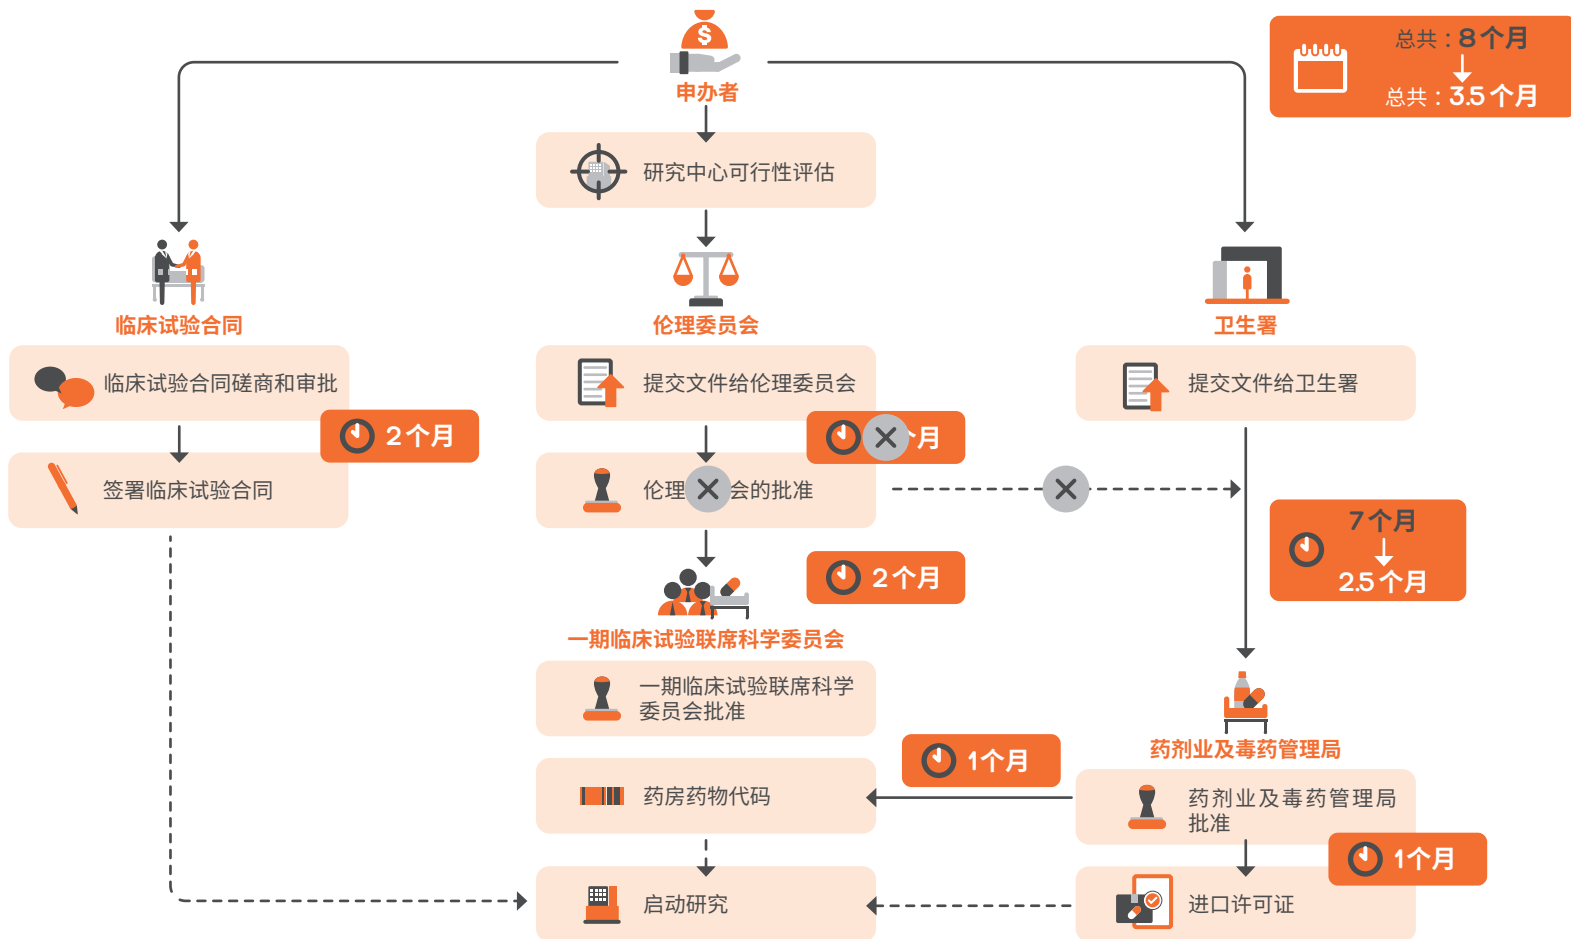 $
申办者
总共：8个月
总共：3.5个月
研究中心可行性评估
临床试验合同
伦理委员会
卫生署
临床试验合同磋商和审批
提交文件给伦理委员会
提交文件给卫生署
2个月
月
签署临床试验合同
伦理
会的批准
7个月
2.5个月
2个月
一期临床试验联席科学委员会
一期临床试验联席科学
委员会批准
药剂业及毒药管理局
1个月
药房药物代码
药剂业及毒药管理局
批准
1个月
启动研究
进口许可证